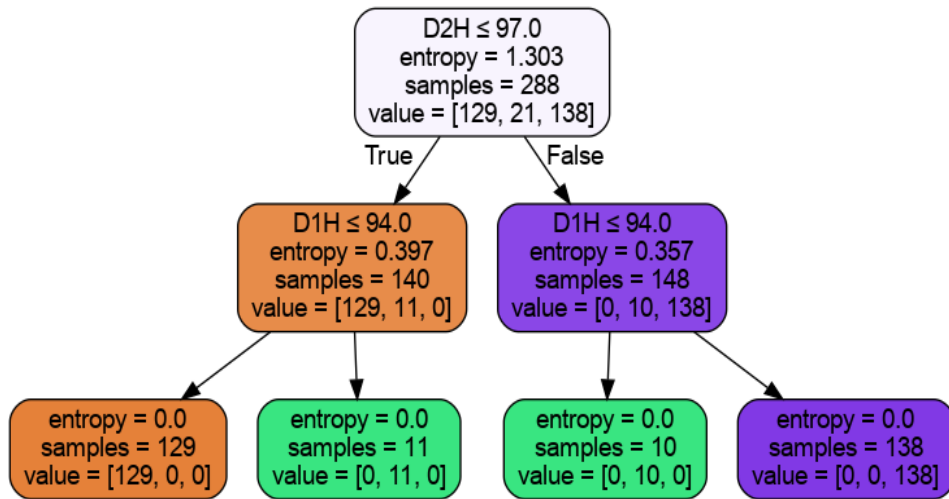 D2H ≤ 97.0
entropy = 1.303
samples = 288
value = [129, 21, 138]
True
False
D1H ≤ 94.0
entropy = 0.397
samples = 140
value = [129, 11, 0]
D1H ≤ 94.0
entropy = 0.357
samples = 148
value = [0, 10, 138]
entropy = 0.0
samples = 129
value = [129, 0, 0]
entropy = 0.0
samples = 11
value = [0, 11, 0]
entropy = 0.0
samples = 10
value = [0, 10, 0]
entropy = 0.0
samples = 138
value = [0, 0, 138]